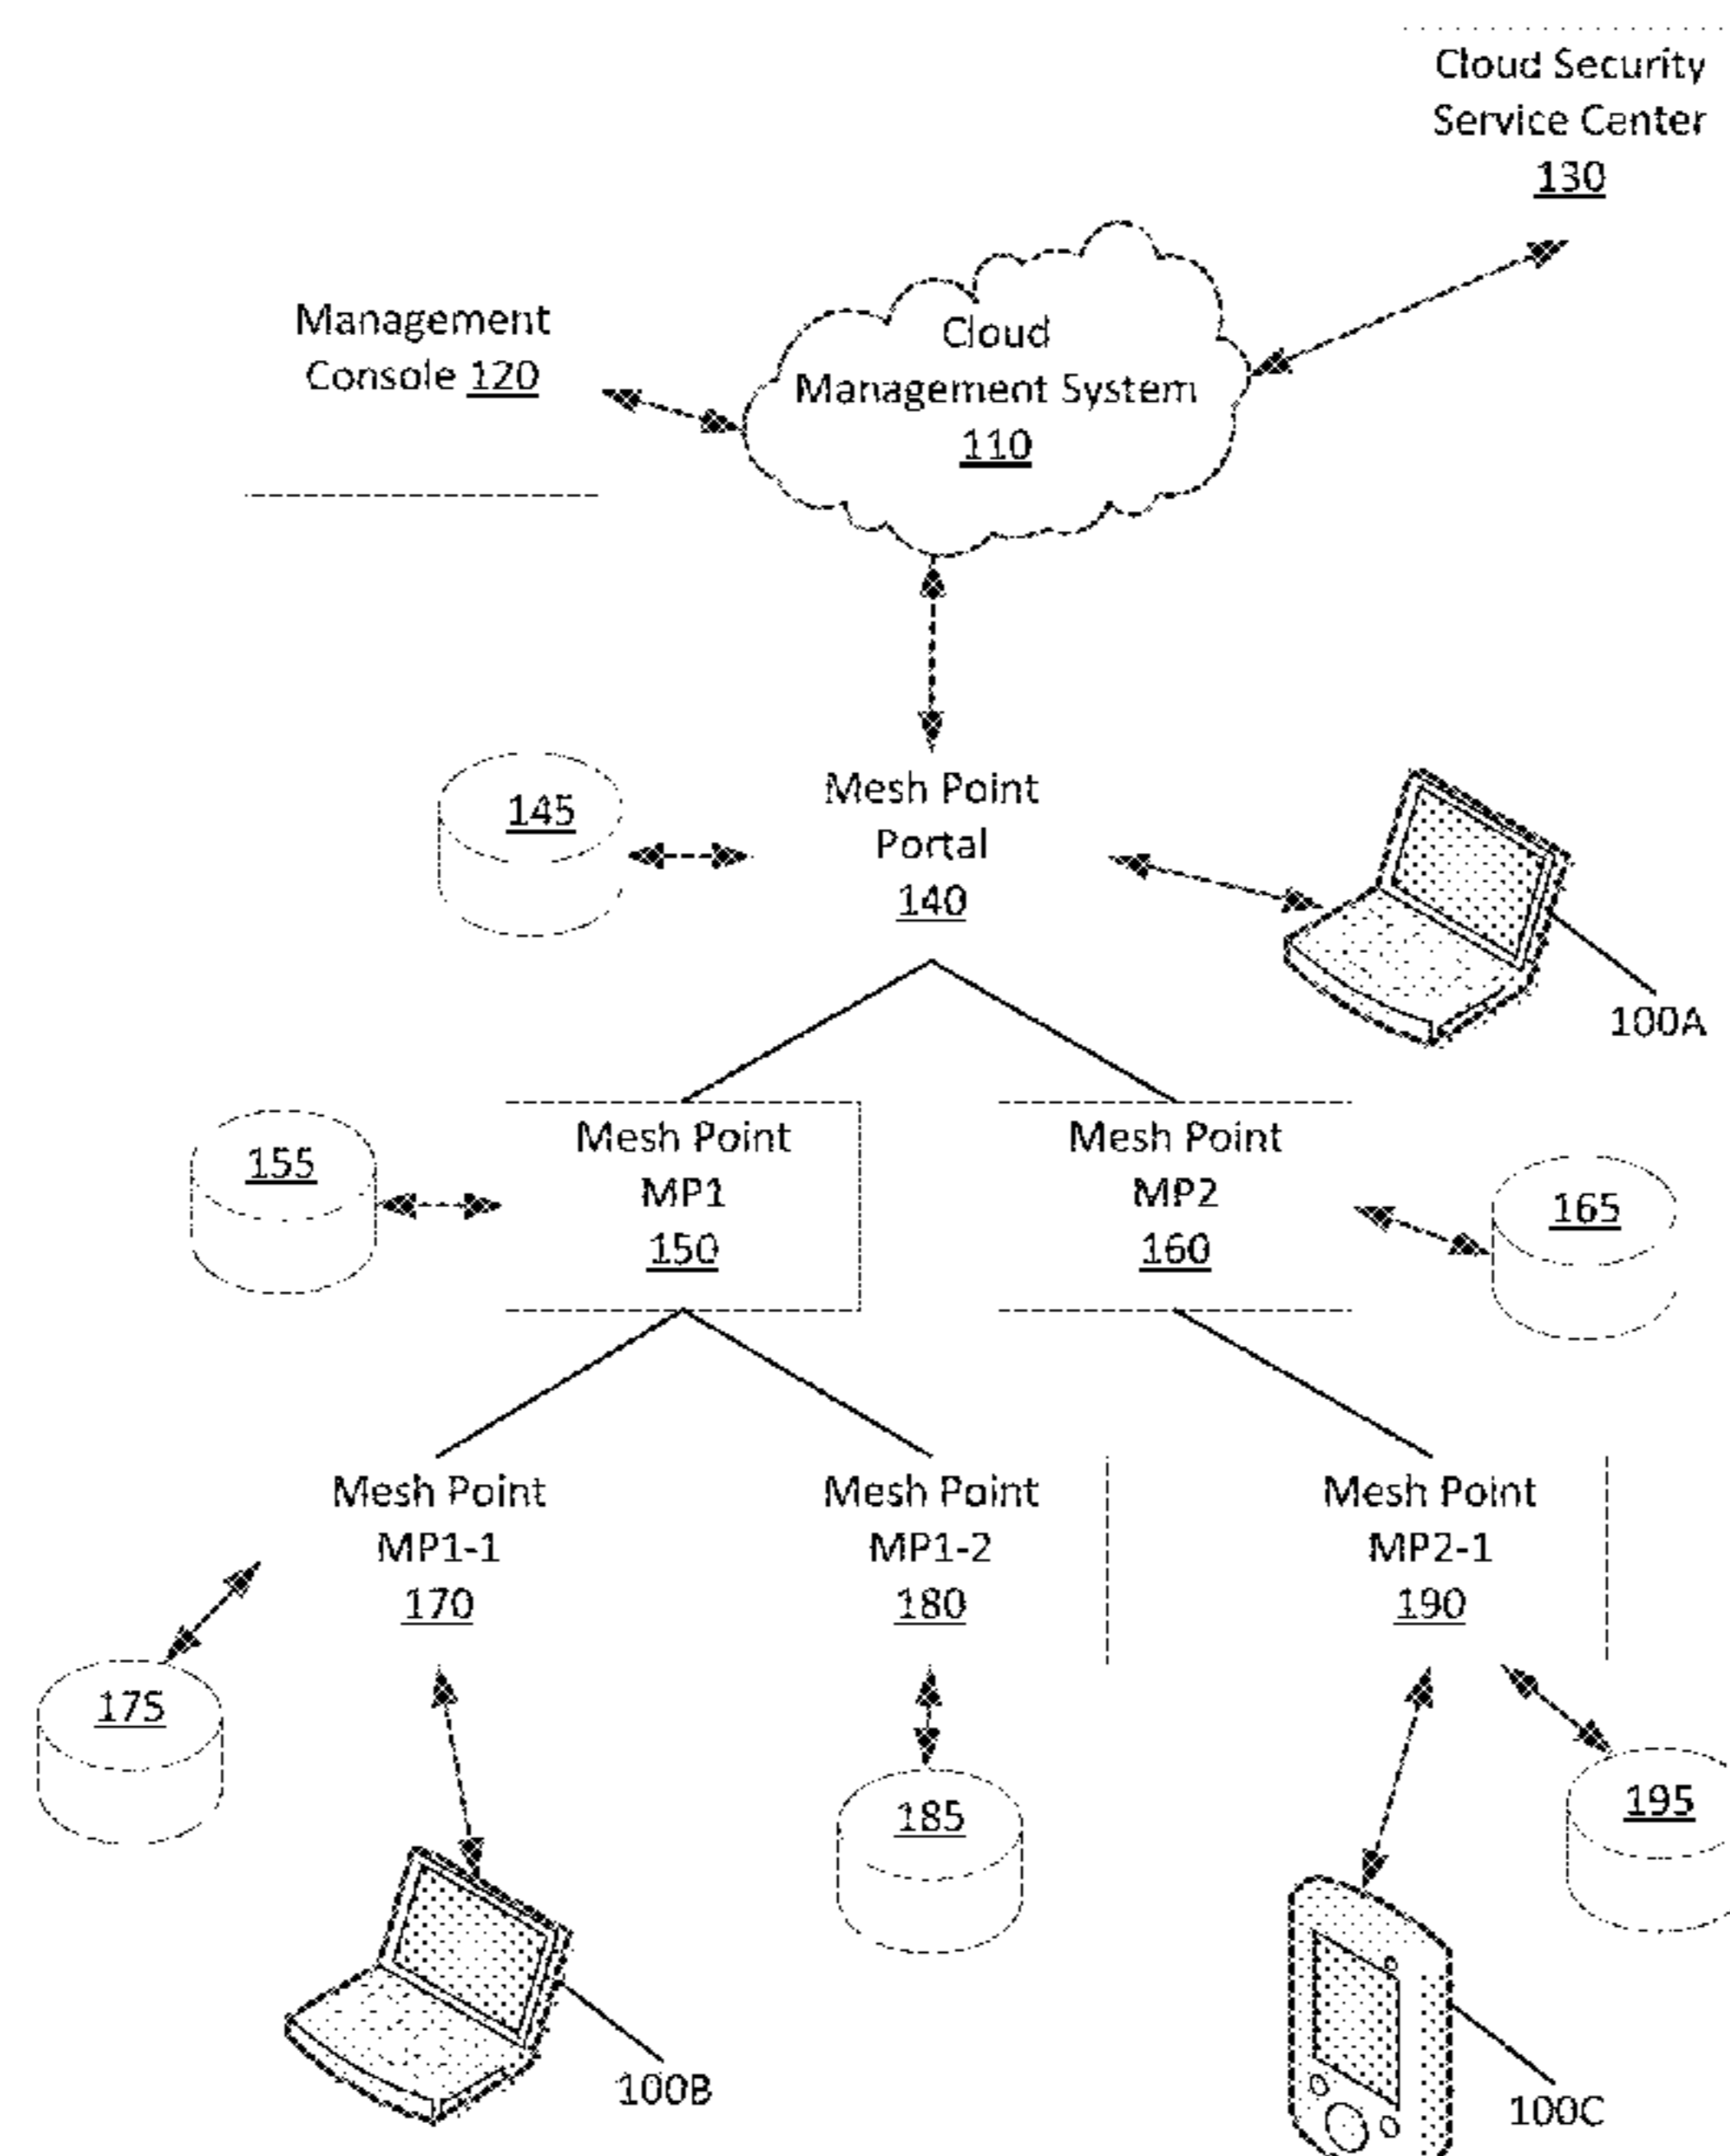 Cloud Security
Service Center
130
Management
Console 120
Cloud
Management System
110
145
Mesh Point
Portal
140
100A
155
Mesh Point
MP1
150
Mesh Point
MP2
160
165
Mesh Point
MP1-1
170
Mesh Point
MP1-2
180
Mesh Point
MP2-1
190
175
185
195
100B
100C